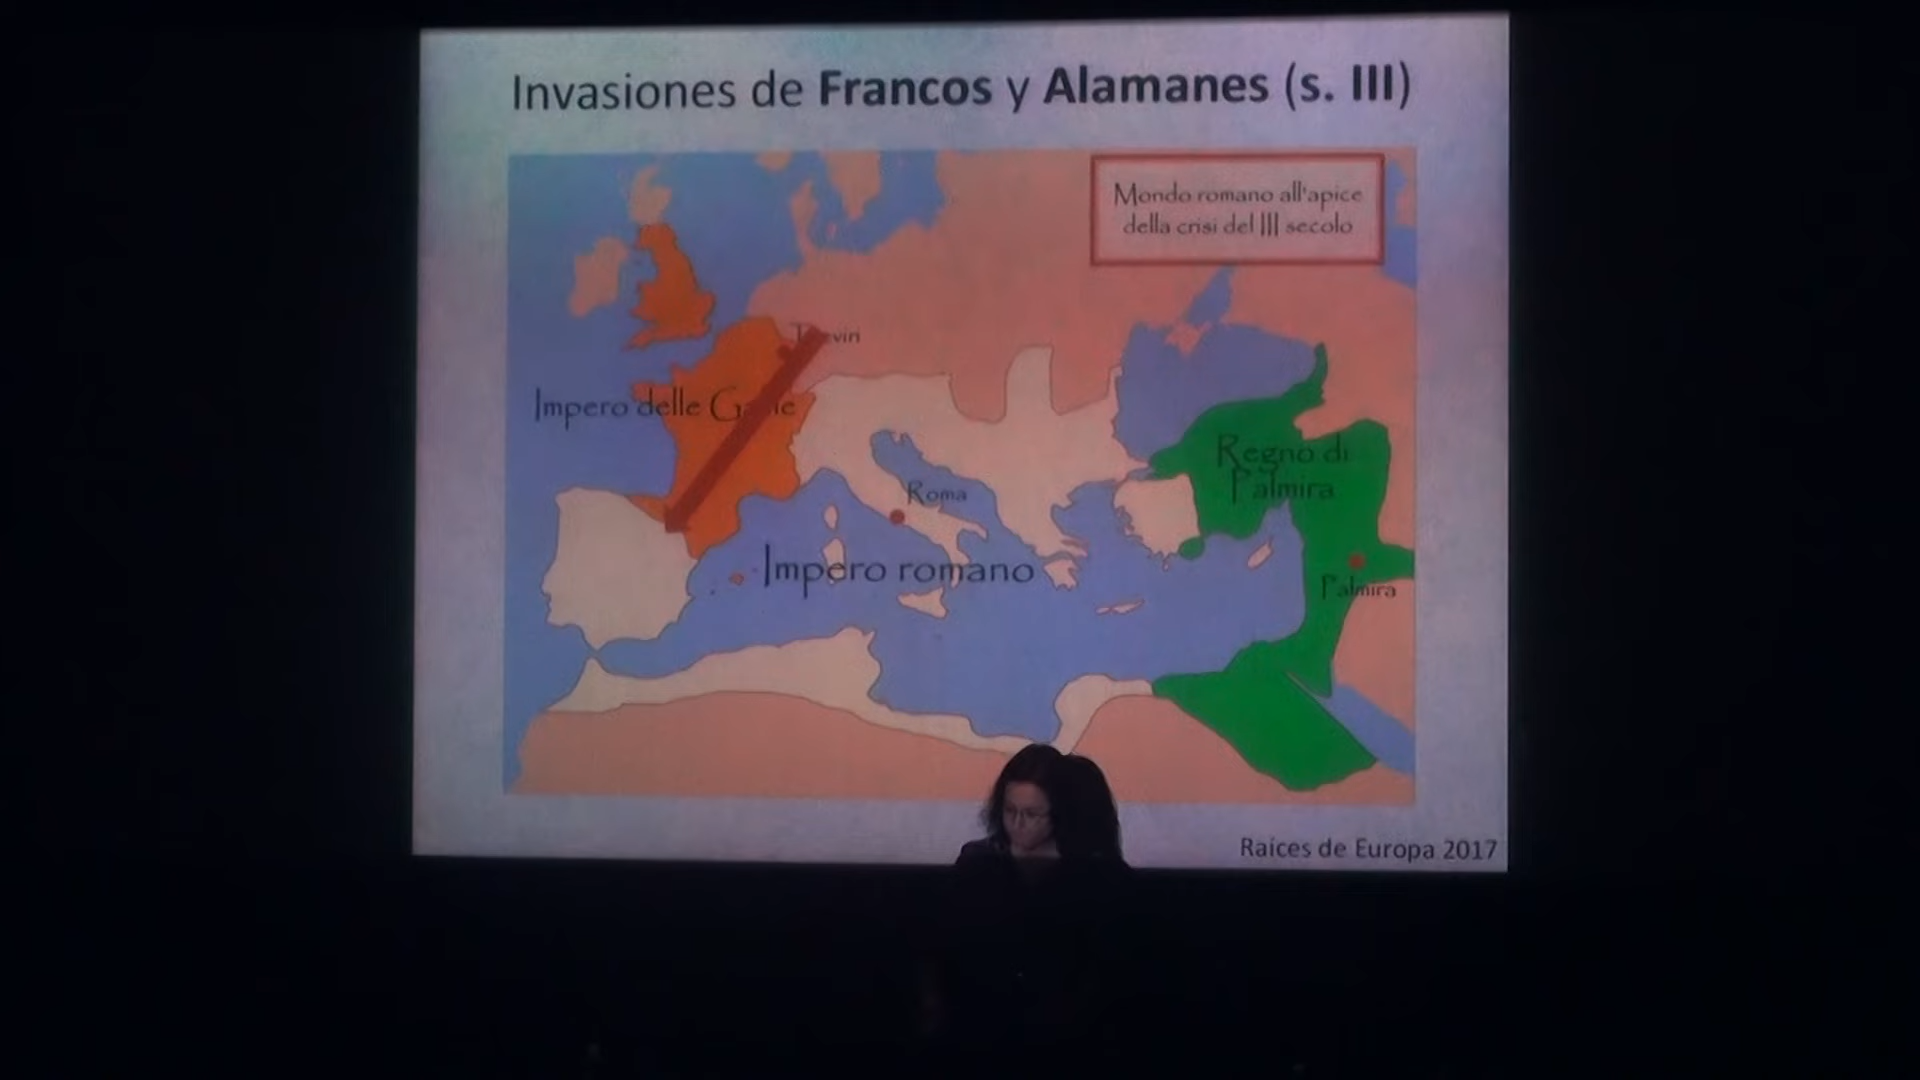 Invasiones de Francos y Alamanes (s. III)
Mondo romano all'apice
della crisi del III secolo
Impero delle
Regno di
Palmira
Roma
Impero romano
Palmira
Raices de Europa 2017